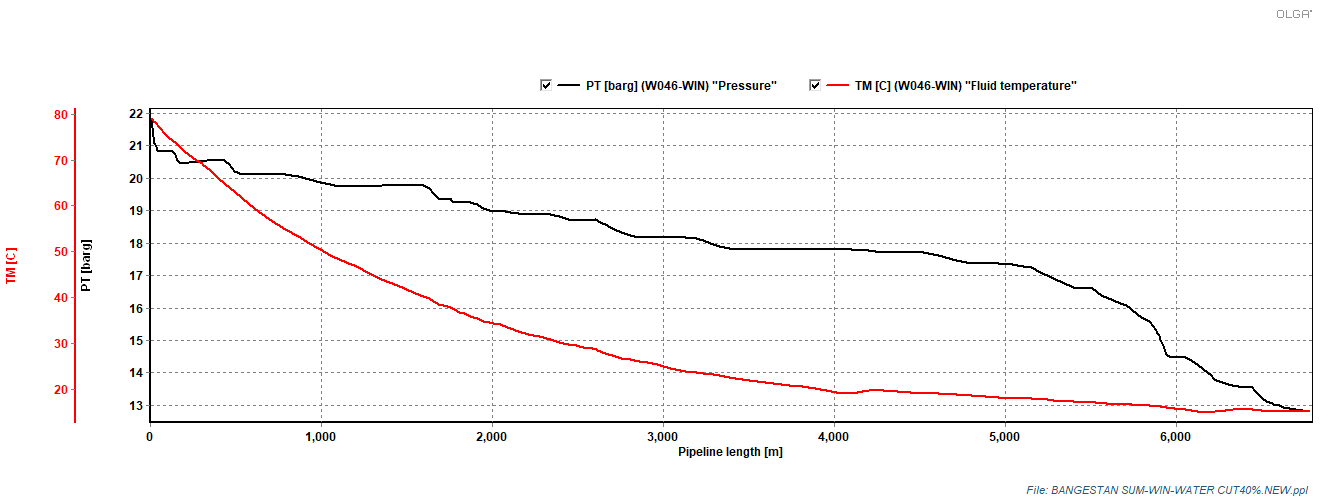 OLGA
PT [barg] (W046-WIN) "Pressure" TM [C] (W046-WIN) "Fluid temperature"
80 22
21
70 20
60 19
50 18
40 17
16
30 15
20 14
13
TM [C]
PT [barg]
0 1,000 2,000 3,000 4,000 5,000 6,000
Pipeline length [m]
File: BANGESTAN SUM-WIN-WATER CUT40%.NEW.ppl